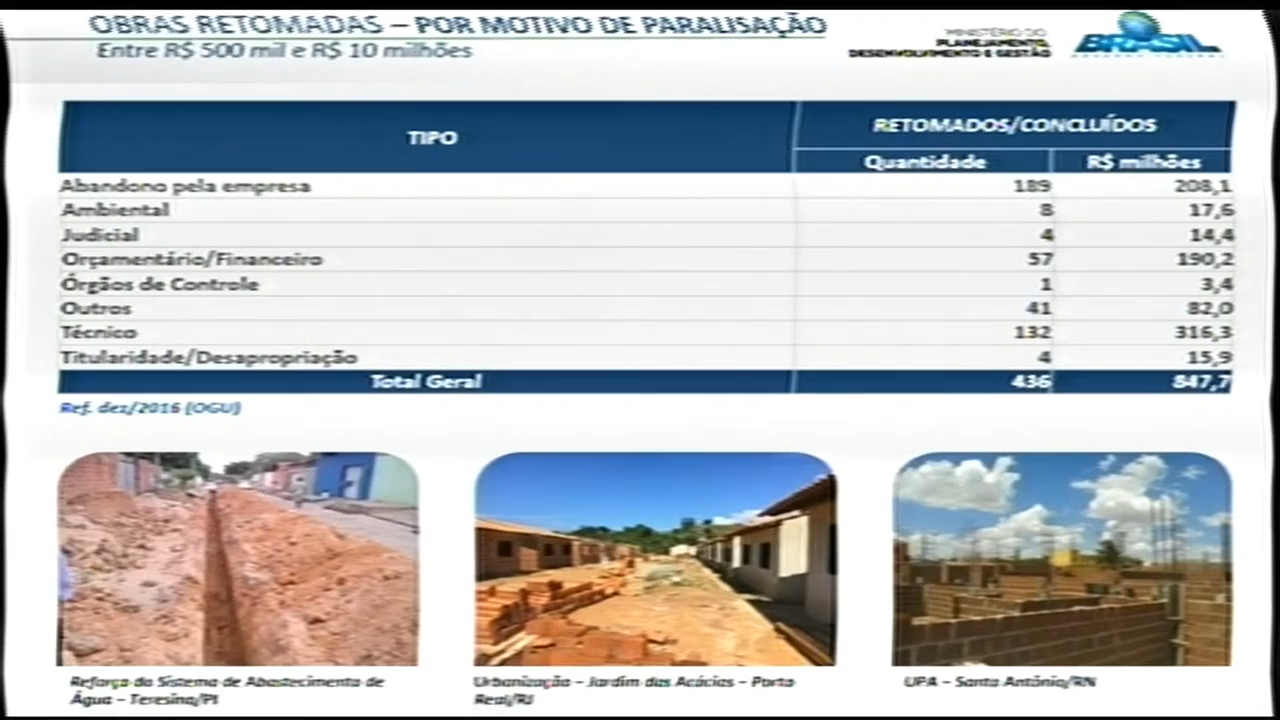 OBRAS RETOMADAS – POR MOTIVO DE PARALISAÇÃO
Entre R$ 500 mil e R$ 10 milhões
MINISTÉRIO DO
PLANEJAMENTO,
DESENVOLVIMENTO E GESTÃO
BRASIL
GOVERNO FEDERAL
TIPO
RETOMADOS/CONCLUÍDOS
Quantidade R$ milhões
Abandono pela empresa 189 208,1
Ambiental 8 17,6
Judicial 4 14,4
Orçamentário/Financeiro 57 190,2
Órgãos de Controle 1 3,4
Outros 41 82,0
Técnico 132 316,3
Titularidade/Desapropriação 4 15,9
Total Geral 436 847,7
Ref. dez/2016 (OGU)
Reforço do Sistema de Abastecimento de
Água – Teresina/PI
Urbanização – Jardim das Acácias – Porto
Real/RJ
UPA – Santo Antônio/RN